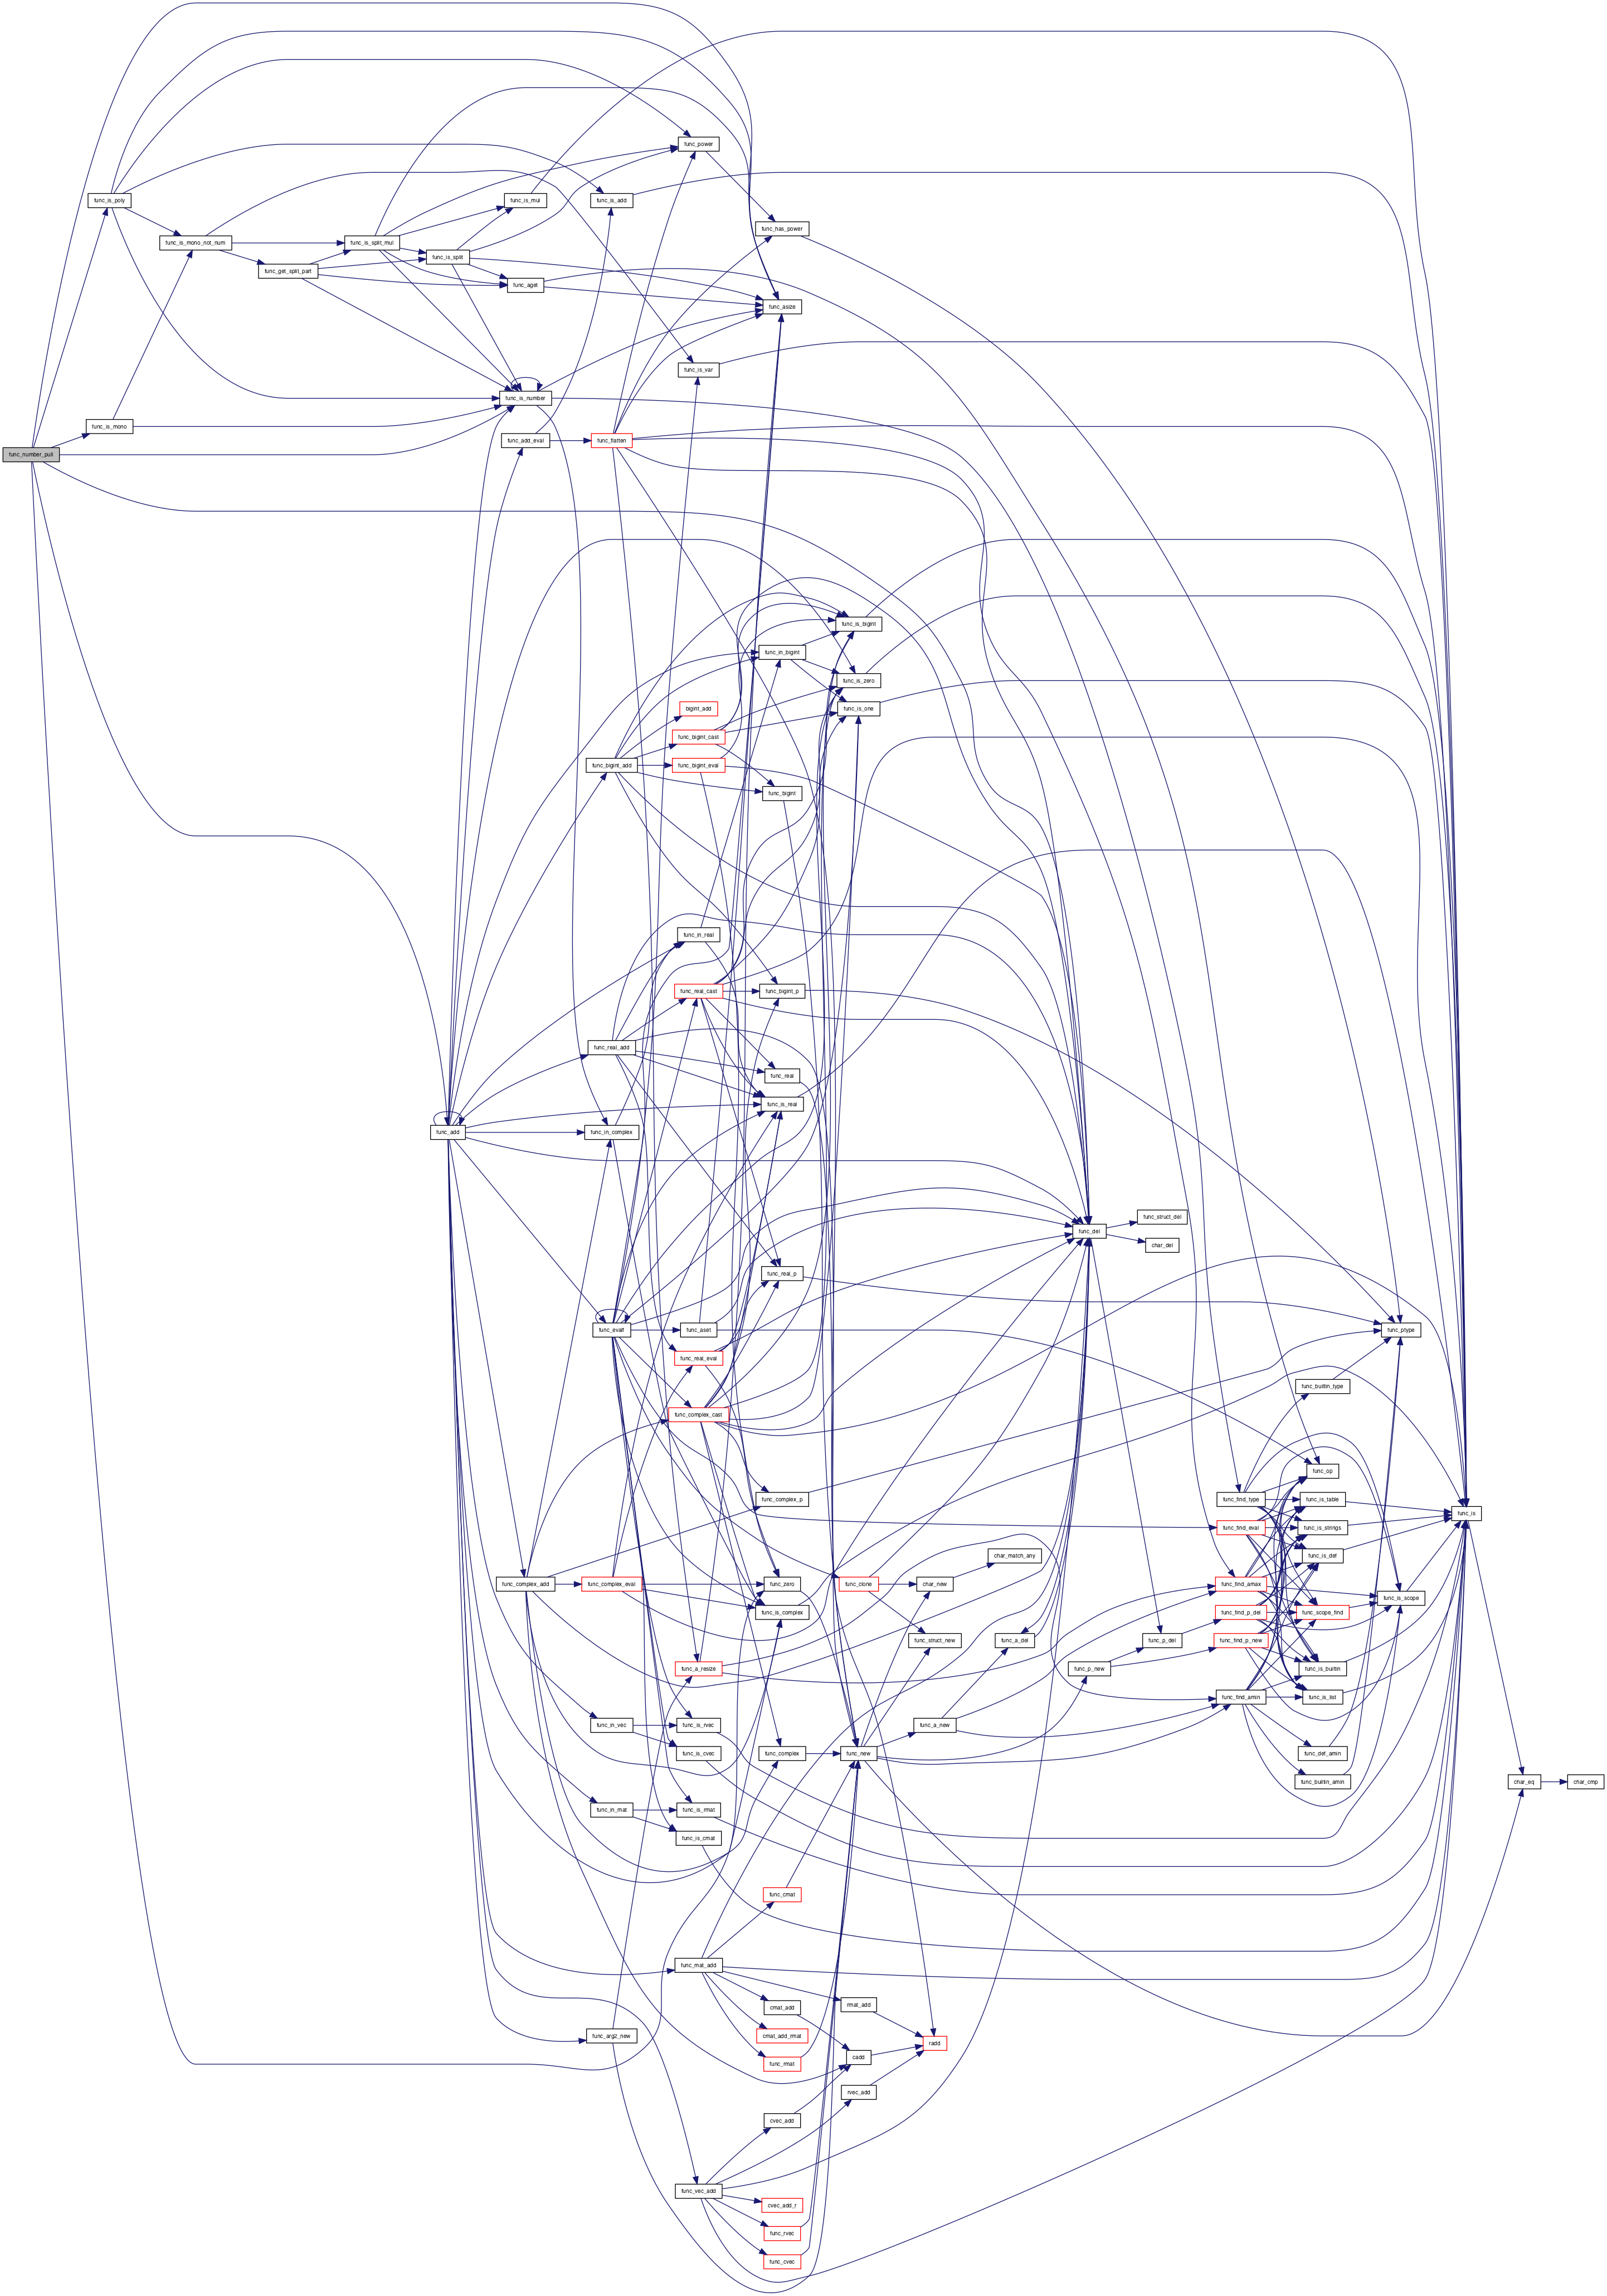 func_power
func_is_poly
func_is_mul
func_is_add
func_has_power
func_is_mono_not_num
func_is_split_mul
func_is_split
func_get_split_part
func_aget
func_asize
func_is_var
func_is_number
func_is_mono
func_add_eval
func_flatten
func_number_pull
func_is_bigint
func_in_bigint
func_is_zero
bigint_add
func_is_one
func_bigint_cast
func_bigint_add
func_bigint_eval
func_bigint
func_in_real
func_real_cast
func_bigint_p
func_real_add
func_real
func_is_real
func_add
func_in_complex
func_struct_del
func_del
char_del
func_real_p
func_eval
func_aset
func_ptype
func_real_eval
func_builtin_type
func_complex_cast
func_op
func_complex_p
func_find_type
func_is_table
func_is
func_find_eval
func_is_strings
char_match_any
func_is_def
func_complex_add
func_complex_eval
func_zero
func_clone
char_new
func_find_amax
func_is_scope
func_is_complex
func_find_p_del
func_scope_find
func_struct_new
func_a_del
func_p_del
func_find_p_new
func_a_resize
func_p_new
func_is_builtin
func_find_amin
func_is_list
func_in_vec
func_is_rvec
func_a_new
func_is_cvec
func_complex
func_new
func_def_amin
func_builtin_amin
char_eq
char_cmp
func_in_mat
func_is_rmat
func_is_cmat
func_cmat
func_mat_add
cmat_add
rmat_add
func_arg2_new
cmat_add_rmat
radd
func_rmat
cadd
rvec_add
cvec_add
func_vec_add
cvec_add_r
func_rvec
func_cvec